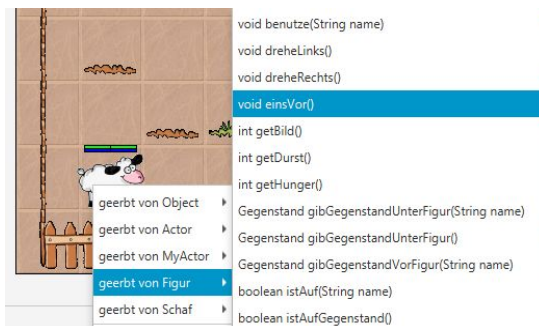 geerbt von Object
geerbt von Actor
geerbt von MyActor
geerbt von Figur
geerbt von Schaf
void benutze(String name)
void dreheLinks()
void dreheRechts()
void einsVor()
int getBild()
int getDurst()
int getHunger()
Gegenstand gibGegenstandUnterFigur(String name)
Gegenstand gibGegenstandUnterFigur()
Gegenstand gibGegenstandVorFigur(String name)
boolean istAuf(String name)
boolean istAufGegenstand()